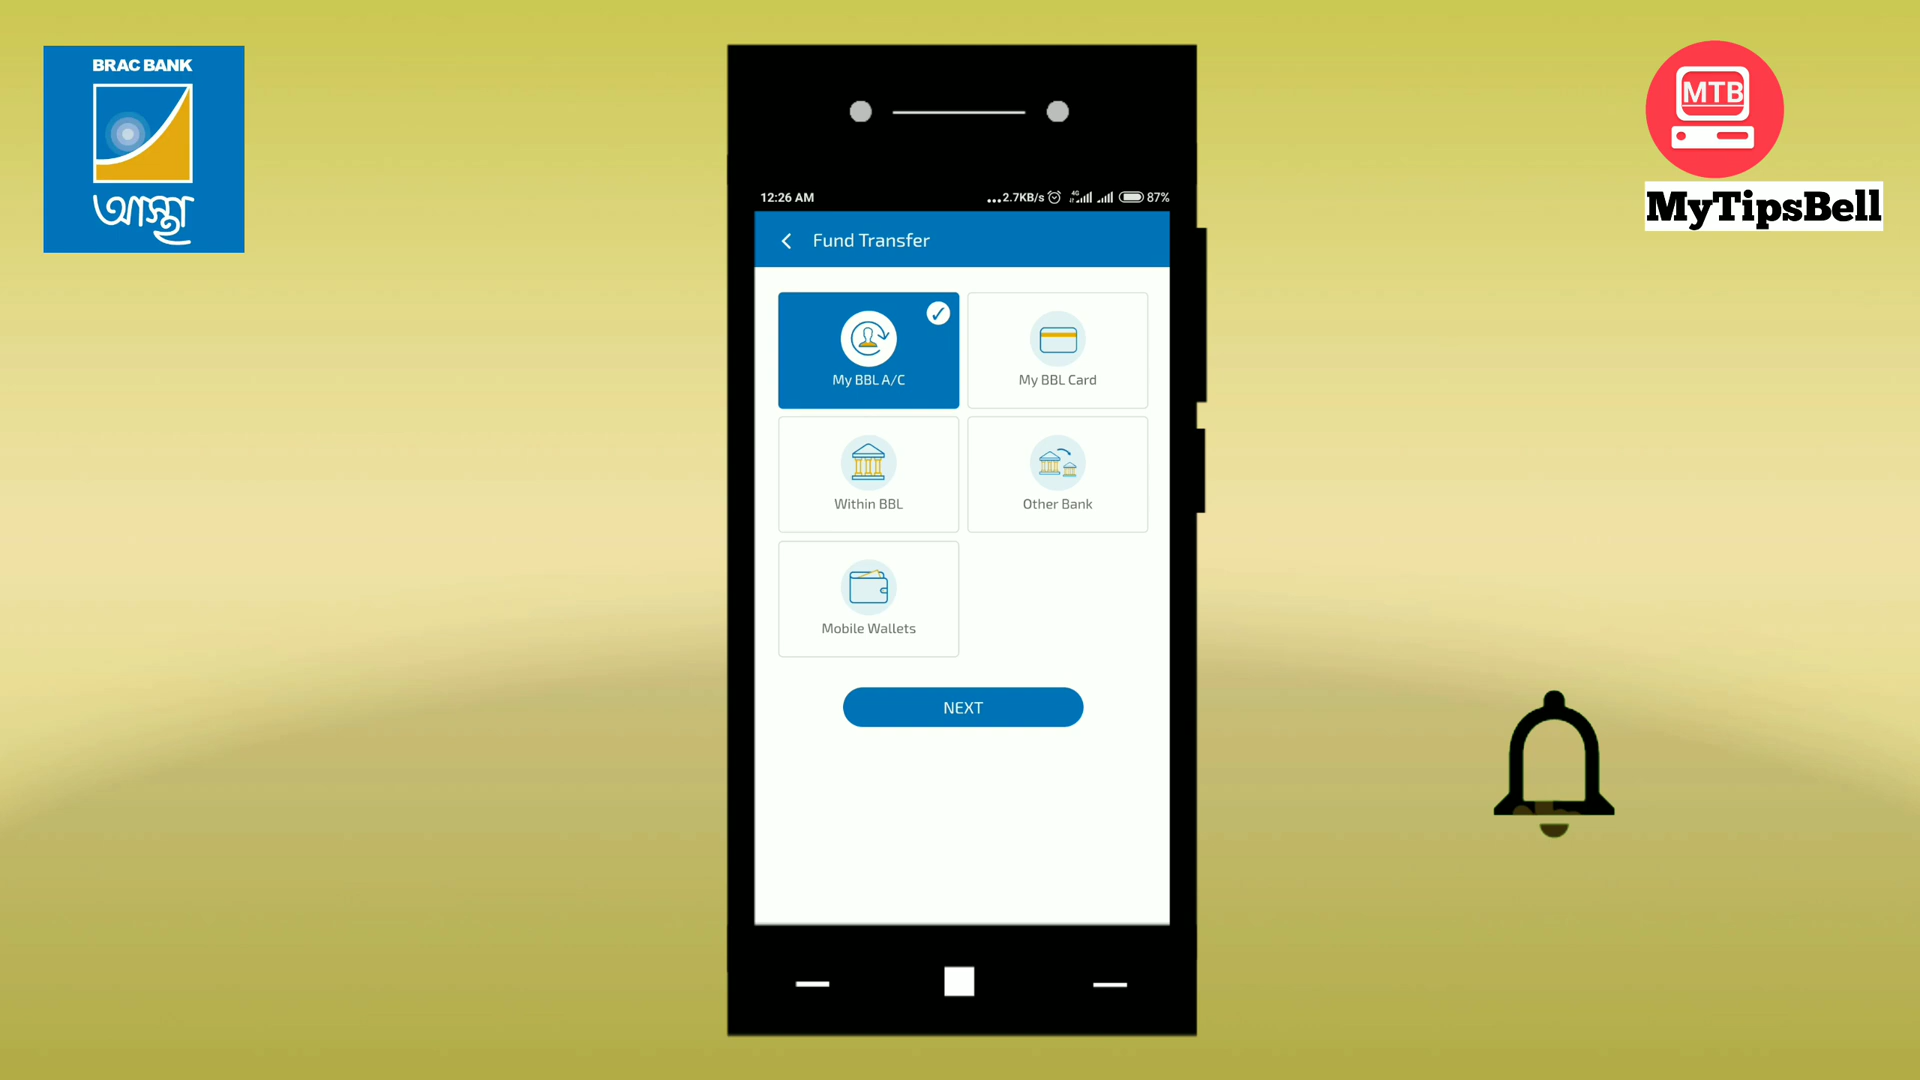 BRAC BANK
আস্থা
MTB
MyTipsBell
12:26 AM
...2.7KB/s 4G 87%
Fund Transfer
My BBL A/C
My BBL Card
Within BBL
Other Bank
Mobile Wallets
NEXT